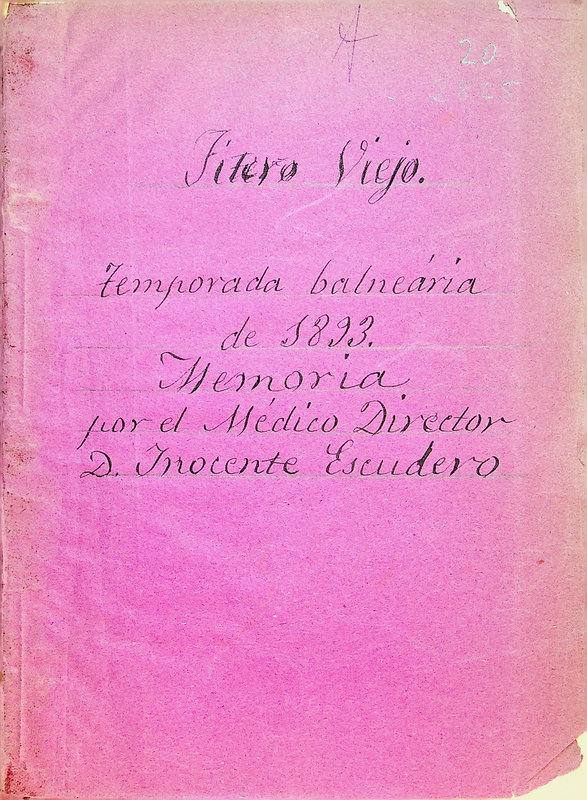 20
2825
Fitero Viejo.
Temporada balneária
de 1893.
Memoria
por el Médico Director
D. Inocente Escudero